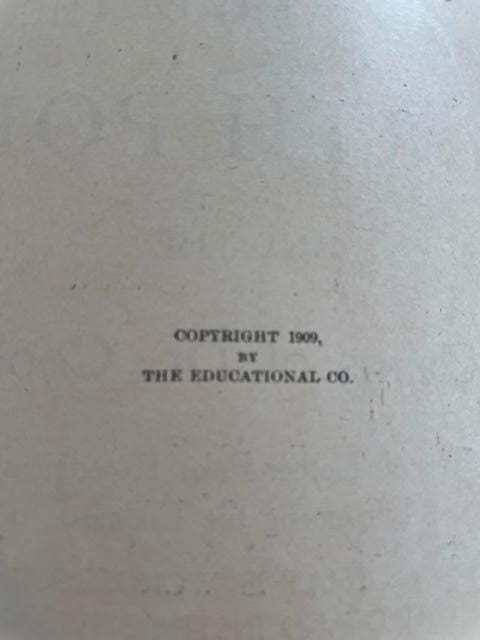 COPYRIGHT 1909,
BY
THE EDUCATIONAL CO.